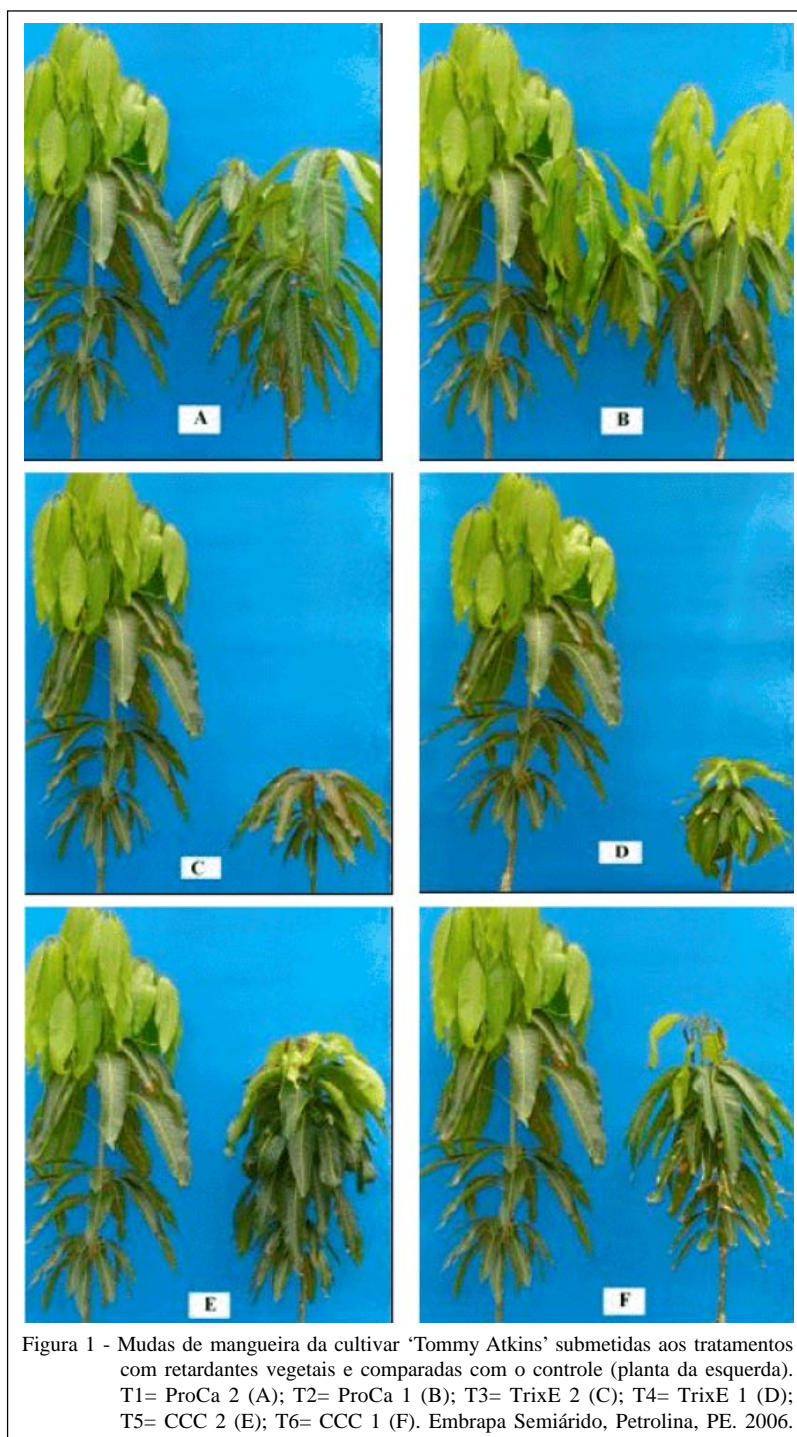 A
B
C
D
E
F
Figura 1 - Mudas de mangueira da cultivar ‘Tommy Atkins’ submetidas aos tratamentos
com retardantes vegetais e comparadas com o controle (planta da esquerda).
T1= ProCa 2 (A); T2= ProCa 1 (B); T3= TrixE 2 (C); T4= TrixE 1 (D);
T5= CCC 2 (E); T6= CCC 1 (F). Embrapa Semiárido, Petrolina, PE. 2006.